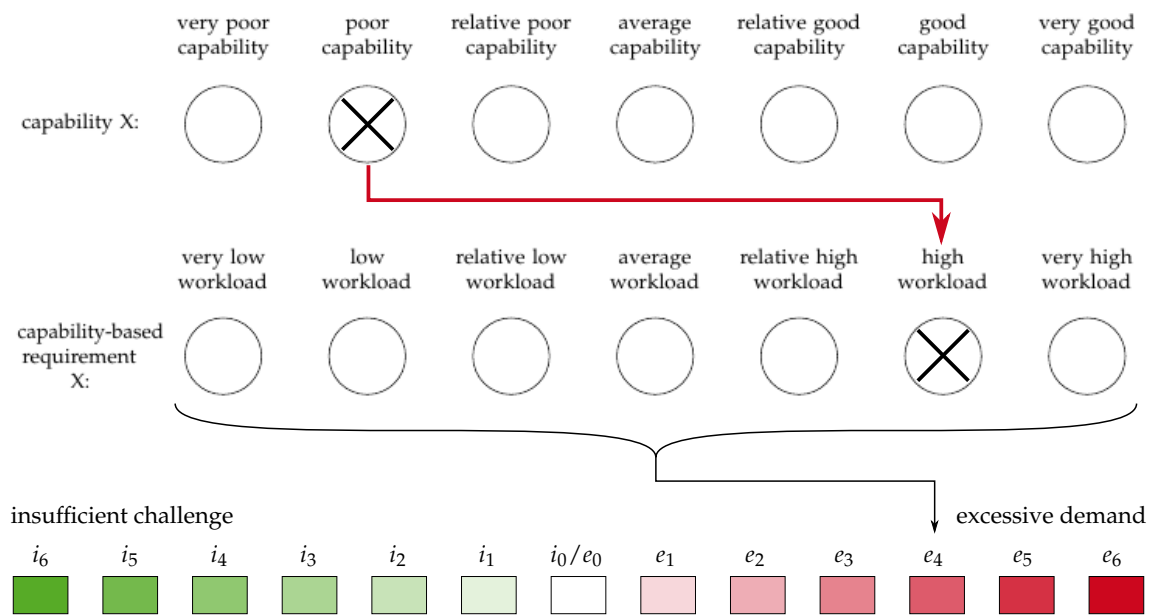 very poor poor relative poor average relative good good very good
capability capability capability capability capability capability capability
capability X:
very low low relative low average relative high high very high
workload workload workload workload workload workload workload
capability-based
requirement
X:
insufficient challenge excessive demand
i6 i5 i4 i3 i2 i1 i0/e0 e1 e2 e3 e4 e5 e6